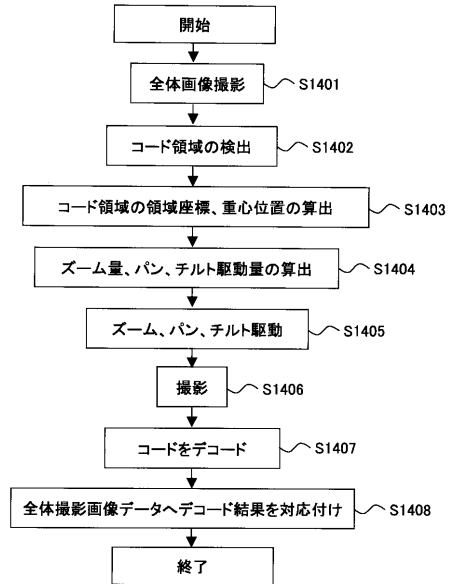 開始
全体画像撮影 S1401
コード領域の検出 S1402
コード領域の領域座標、重心位置の算出 S1403
ズーム量、パン、チルト駆動量の算出 S1404
ズーム、パン、チルト駆動 S1405
撮影 S1406
コードをデコード S1407
全体撮影画像データへデコード結果を対応付け S1408
終了